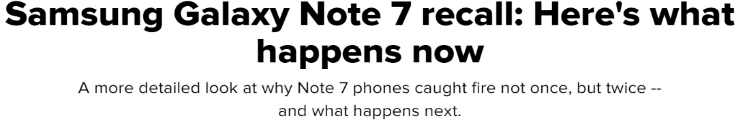 Samsung Galaxy Note 7 recall: Here's what
happens now
A more detailed look at why Note 7 phones caught fire not once, but twice --
and what happens next.